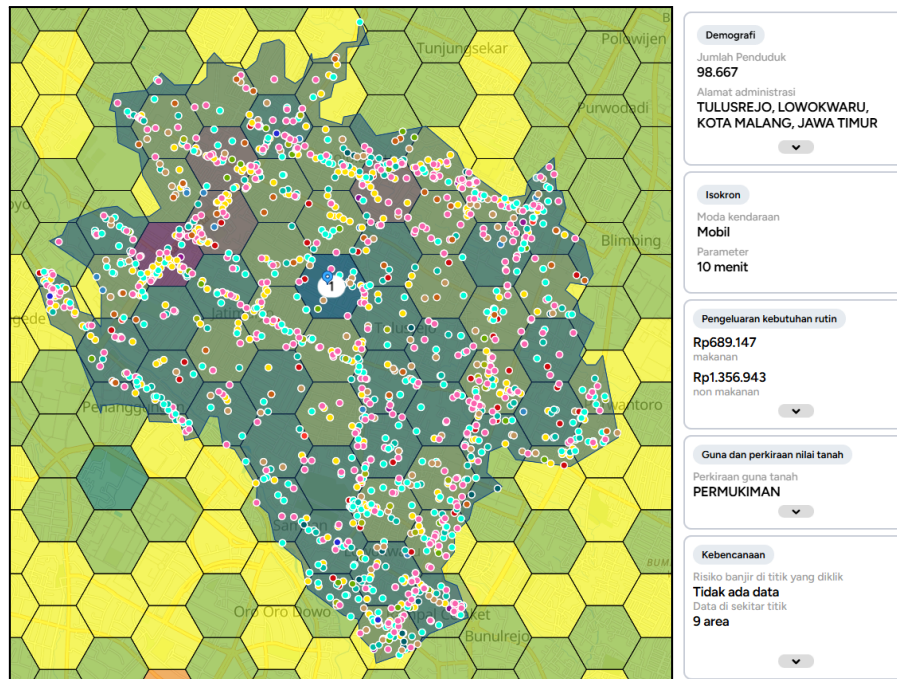 Tunjungsekar
Polowijen
Purwodadi
Blimbing
1
Tulusrejo
Oro Oro Dowo
Bunulrejo
Demografi
Jumlah Penduduk
98.667
Alamat administrasi
TULUSREJO, LOWOKWARU,
KOTA MALANG, JAWA TIMUR
Isokron
Moda kendaraan
Mobil
Parameter
10 menit
Pengeluaran kebutuhan rutin
Rp689.147
makanan
Rp1.356.943
non makanan
Guna dan perkiraan nilai tanah
Perkiraan guna tanah
PERMUKIMAN
Kebencanaan
Risiko banjir di titik yang diklik
Tidak ada data
Data di sekitar titik
9 area